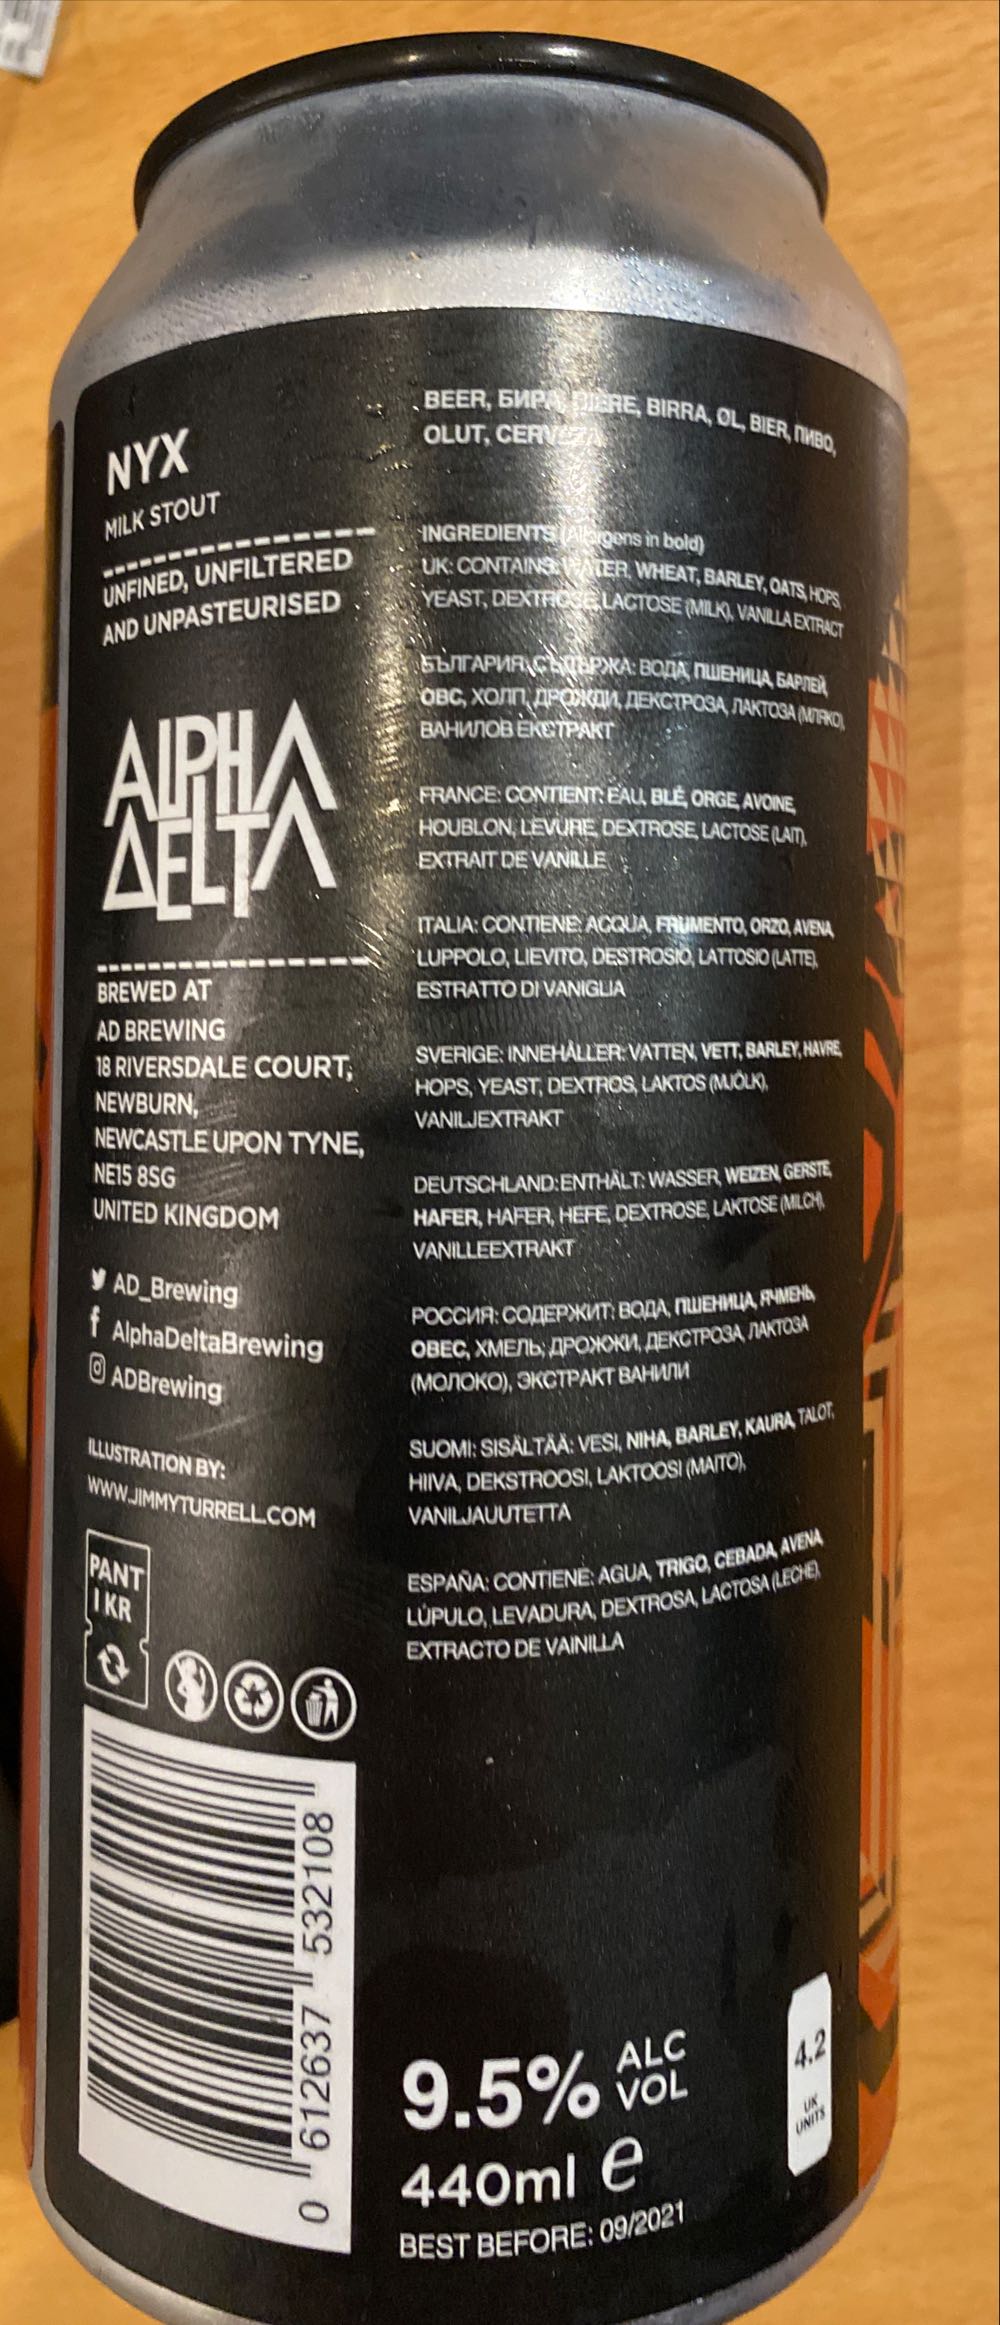 NYX
MILK STOUT
UNFINED, UNFILTERED
AND UNPASTEURISED
ALPHA
DELTA
BREWED AT
AD BREWING
18 RIVERSDALE COURT,
NEWBURN,
NEWCASTLE UPON TYNE,
NE15 8SG
UNITED KINGDOM
AD_Brewing
AlphaDeltaBrewing
ADBrewing
ILLUSTRATION BY:
WWW.JIMMYTURRELL.COM
PANT
1 KR
0 612637 532108
BEER, БИРА, BIERE, BIRRA, ØL, BIER, ПИВО,
OLUT, CERVEZA
INGREDIENTS (Allergens in bold)
UK: CONTAINS: WATER, WHEAT, BARLEY, OATS, HOPS,
YEAST, DEXTROSE, LACTOSE (MILK), VANILLA EXTRACT
БЪЛГАРИЯ: СЪДЪРЖА: ВОДА, ПШЕНИЦА, БАРЛЕЙ,
ОВС, ХОЛП, ДРОЖДИ, ДЕКСТРОЗА, ЛАКТОЗА (МЛЯКО),
ВАНИЛОВ ЕКСТРАКТ
FRANCE: CONTIENT: EAU, BLÉ, ORGE, AVOINE,
HOUBLON, LEVURE, DEXTROSE, LACTOSE (LAIT),
EXTRAIT DE VANILLE
ITALIA: CONTIENE: ACQUA, FRUMENTO, ORZO, AVENA,
LUPPOLO, LIEVITO, DESTROSIO, LATTOSIO (LATTE),
ESTRATTO DI VANIGLIA
SVERIGE: INNEHÅLLER: VATTEN, VETT, BARLEY, HAVRE,
HOPS, YEAST, DEXTROS, LAKTOS (MJÖLK),
VANILJEXTRAKT
DEUTSCHLAND: ENTHÄLT: WASSER, WEIZEN, GERSTE,
HAFER, HAFER, HEFE, DEXTROSE, LAKTOSE (MILCH),
VANILLEEXTRAKT
РОССИЯ: СОДЕРЖИТ: ВОДА, ПШЕНИЦА, ЯЧМЕНЬ,
ОВЕС, ХМЕЛЬ; ДРОЖЖИ, ДЕКСТРОЗА, ЛАКТОЗА
(МОЛОКО), ЭКСТРАКТ ВАНИЛИ
SUOMI: SISÄLTÄÄ: VESI, NIHA, BARLEY, KAURA, TALOT,
HIIVA, DEKSTROOSI, LAKTOOSI (MAITO),
VANILJAUUTETTA
ESPAÑA: CONTIENE: AGUA, TRIGO, CEBADA, AVENA
LÚPULO, LEVADURA, DEXTROSA, LACTOSA (LECHE),
EXTRACTO DE VAINILLA
9.5% ALC
VOL
440ml e
BEST BEFORE: 09/2021
4.2
UK
UNITS